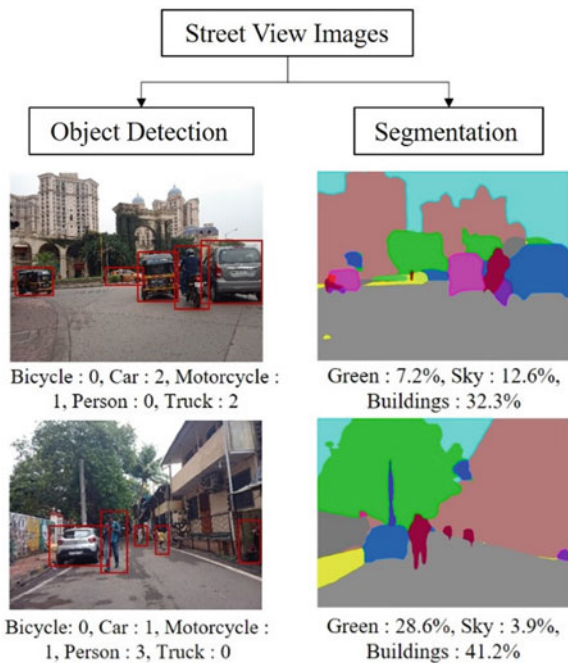 Street View Images
Object Detection
Segmentation
Bicycle : 0, Car : 2, Motorcycle :
1, Person : 0, Truck : 2
Green : 7.2%, Sky : 12.6%,
Buildings : 32.3%
Bicycle: 0, Car : 1, Motorcycle :
1, Person : 3, Truck : 0
Green : 28.6%, Sky : 3.9%,
Buildings : 41.2%